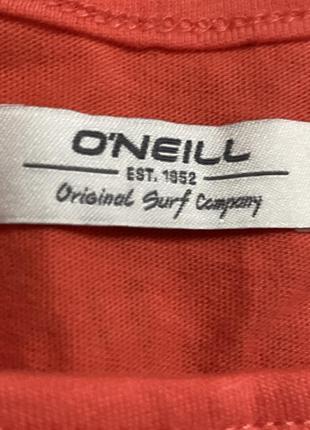 O'NEILL
EST. 1952
Original Surf Company